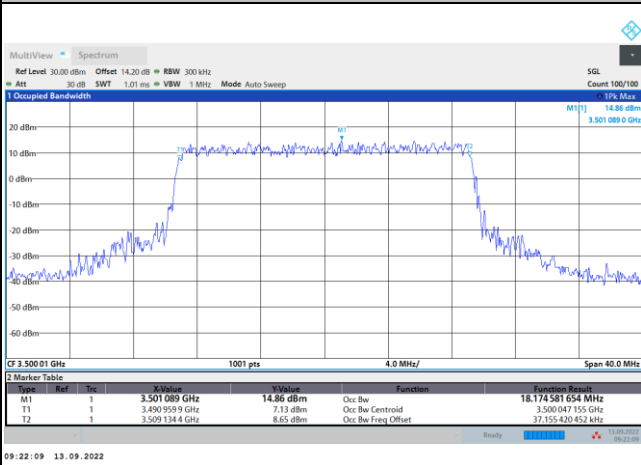 MultiView Spectrum
Ref Level 30.00 dBm Offset 14.20 dB RBW 300 kHz SGL
Att 30 dB SWT 1.01 ms VBW 1 MHz Mode Auto Sweep Count 100/100
1 Occupied Bandwidth 1Pk Max
M1[1] 14.86 dBm
3.501 089 0 GHz
20 dBm
M1
T1
T2
10 dBm
0 dBm
-10 dBm
-20 dBm
-30 dBm
-40 dBm
-50 dBm
-60 dBm
CF 3.500 01 GHz 1001 pts 4.0 MHz/ Span 40.0 MHz
2 Marker Table
Type Ref Trc X-Value Y-Value Function Function Result
M1 1 3.501 089 GHz 14.86 dBm Occ Bw 18.174 581 654 MHz
T1 1 3.490 959 9 GHz 7.13 dBm Occ Bw Centroid 3.500 047 155 GHz
T2 1 3.509 134 4 GHz 8.65 dBm Occ Bw Freq Offset 37.155 420 452 kHz
Ready 13.09.2022
09:22:09
09:22:09 13.09.2022